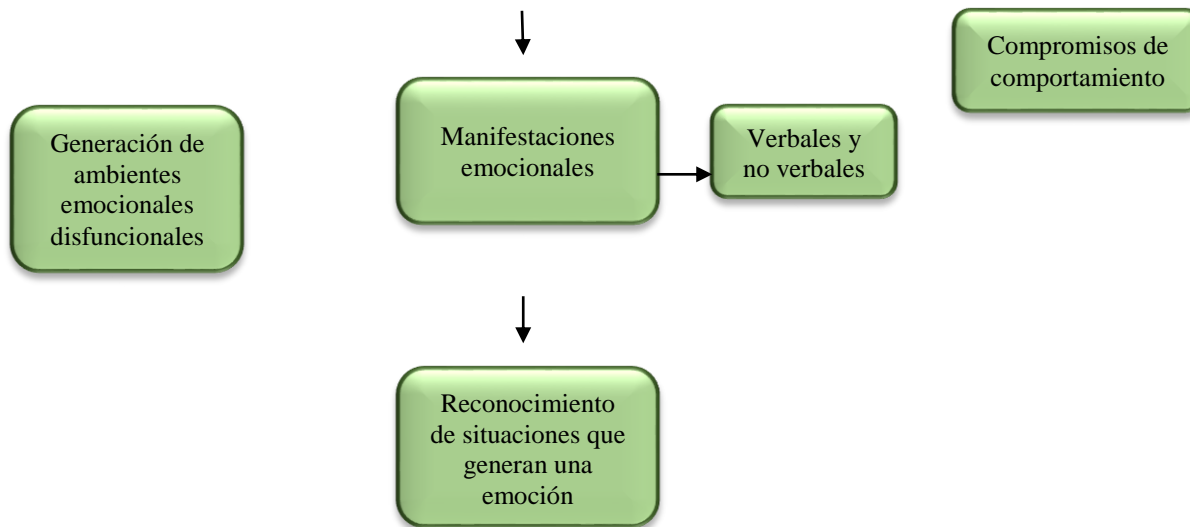 Compromisos de
comportamiento
Generación de
ambientes
emocionales
disfuncionales
Manifestaciones
emocionales
Verbales y
no verbales
Reconocimiento
de situaciones que
generan una
emoción